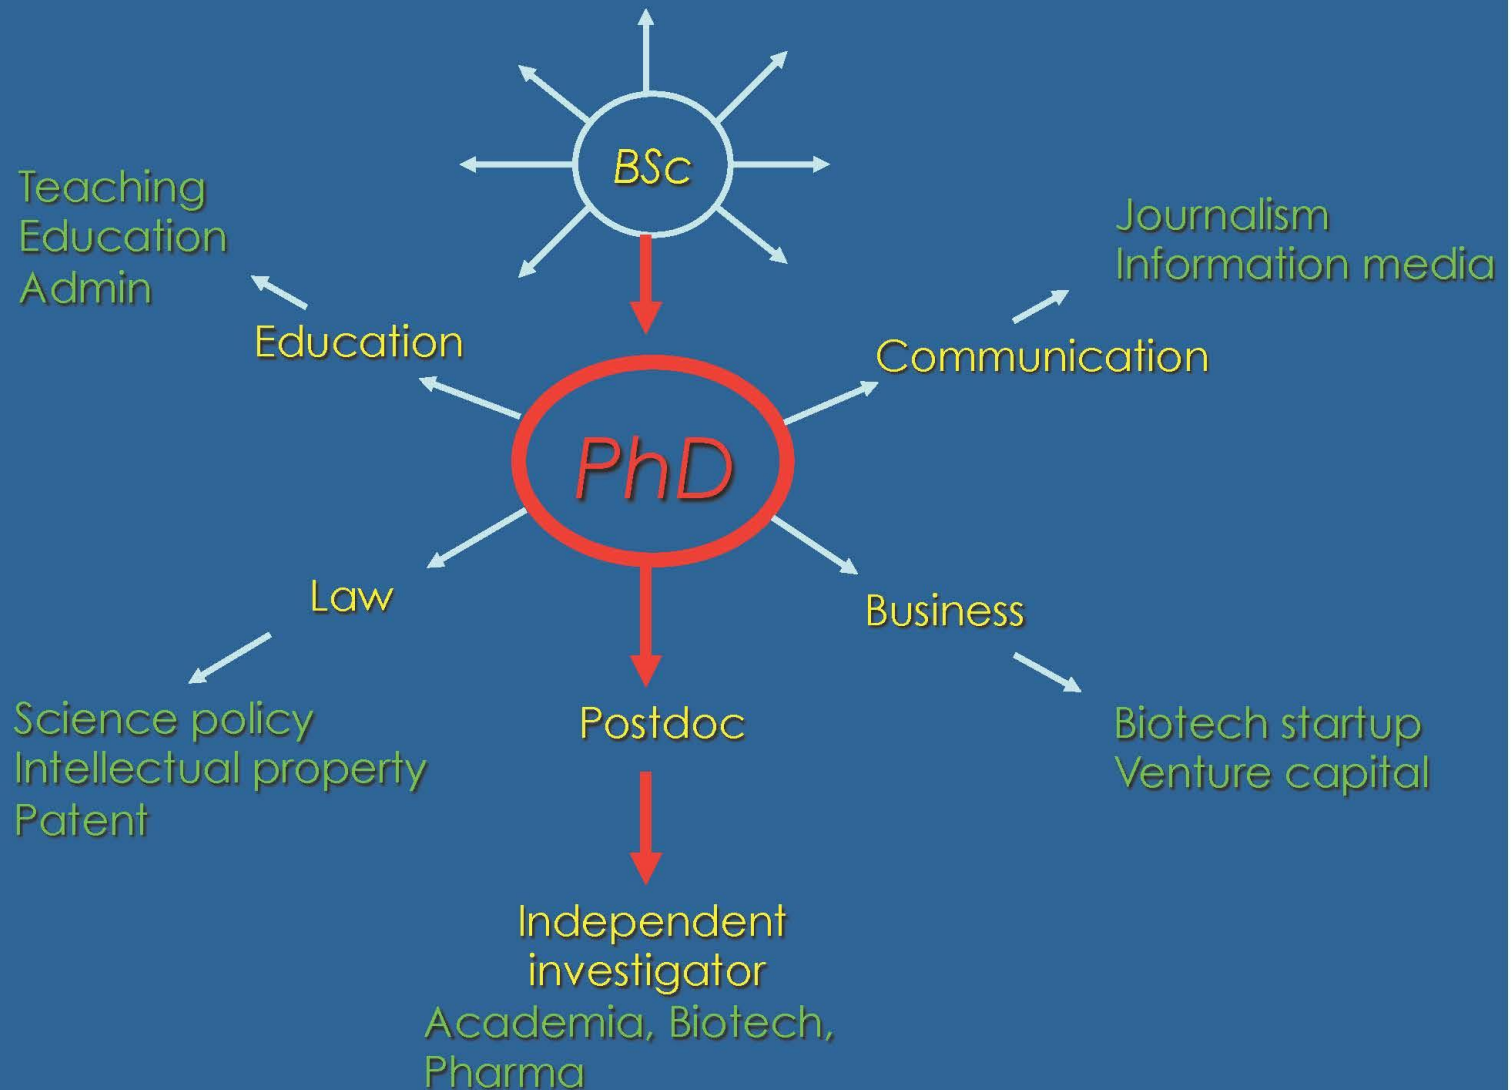 BSc
Teaching
Education
Admin
Journalism
Information media
Education
Communication
PhD
Law
Business
Science policy
Intellectual property
Patent
Postdoc
Biotech startup
Venture capital
Independent
investigator
Academia, Biotech,
Pharma